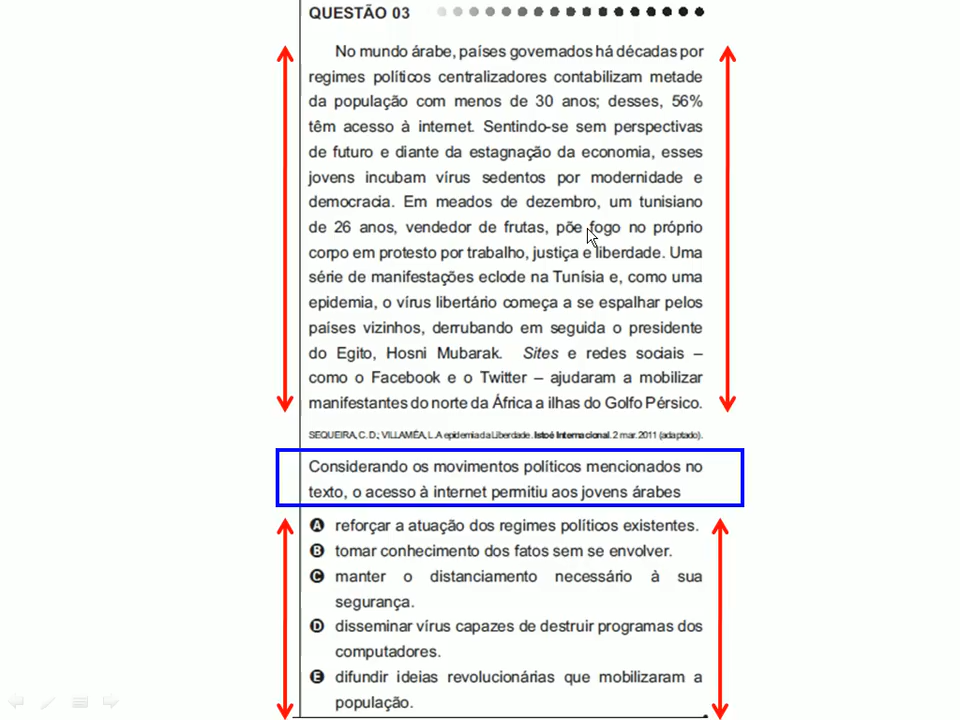 QUESTÃO 03
No mundo árabe, países governados há décadas por
regimes políticos centralizadores contabilizam metade
da população com menos de 30 anos; desses, 56%
têm acesso à internet. Sentindo-se sem perspectivas
de futuro e diante da estagnação da economia, esses
jovens incubam vírus sedentos por modernidade e
democracia. Em meados de dezembro, um tunisiano
de 26 anos, vendedor de frutas, põe fogo no próprio
corpo em protesto por trabalho, justiça e liberdade. Uma
série de manifestações eclode na Tunísia e, como uma
epidemia, o vírus libertário começa a se espalhar pelos
países vizinhos, derrubando em seguida o presidente
do Egito, Hosni Mubarak. Sites e redes sociais –
como o Facebook e o Twitter – ajudaram a mobilizar
manifestantes do norte da África a ilhas do Golfo Pérsico.
SEQUEIRA, C. D.; VILLAMÉA, L. A epidemia da Liberdade. Istoé Internacional. 2 mar. 2011 (adaptado).
Considerando os movimentos políticos mencionados no
texto, o acesso à internet permitiu aos jovens árabes
A reforçar a atuação dos regimes políticos existentes.
B tomar conhecimento dos fatos sem se envolver.
C manter o distanciamento necessário à sua
segurança.
D disseminar vírus capazes de destruir programas dos
computadores.
E difundir ideias revolucionárias que mobilizaram a
população.